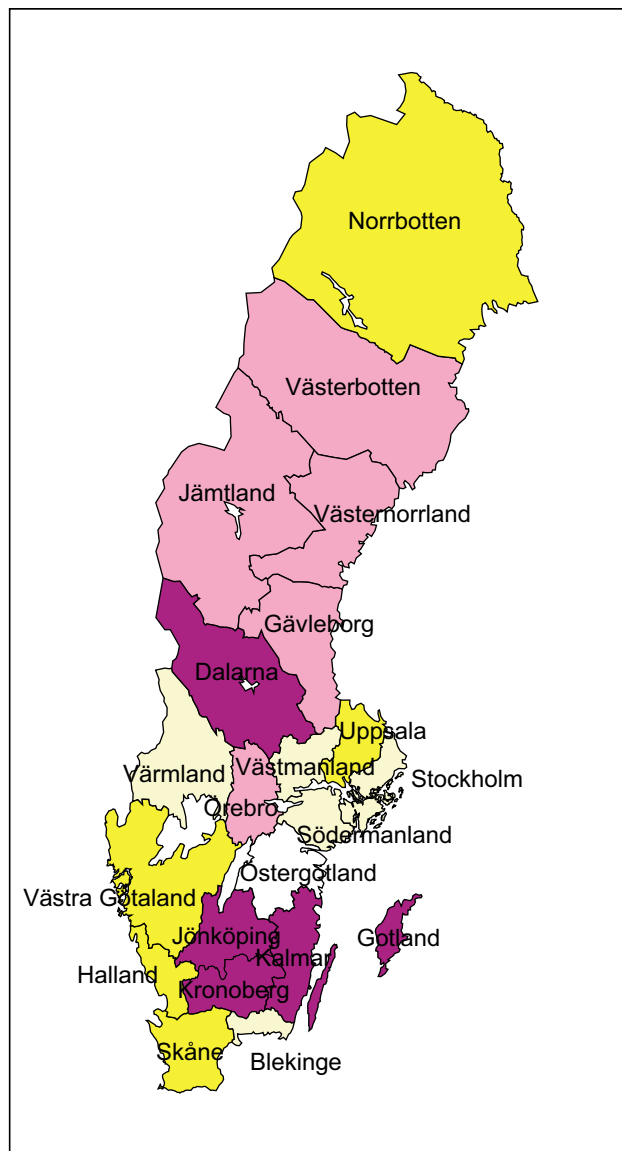 Norrbotten
Västerbotten
Jämtland
Västernorrland
Gävleborg
Dalarna
Uppsala
Värmland
Västmanland
Stockholm
Örebro
Södermanland
Östergötland
Västra Götaland
Jönköping
Gotland
Kalmar
Halland
Kronoberg
Skåne
Blekinge